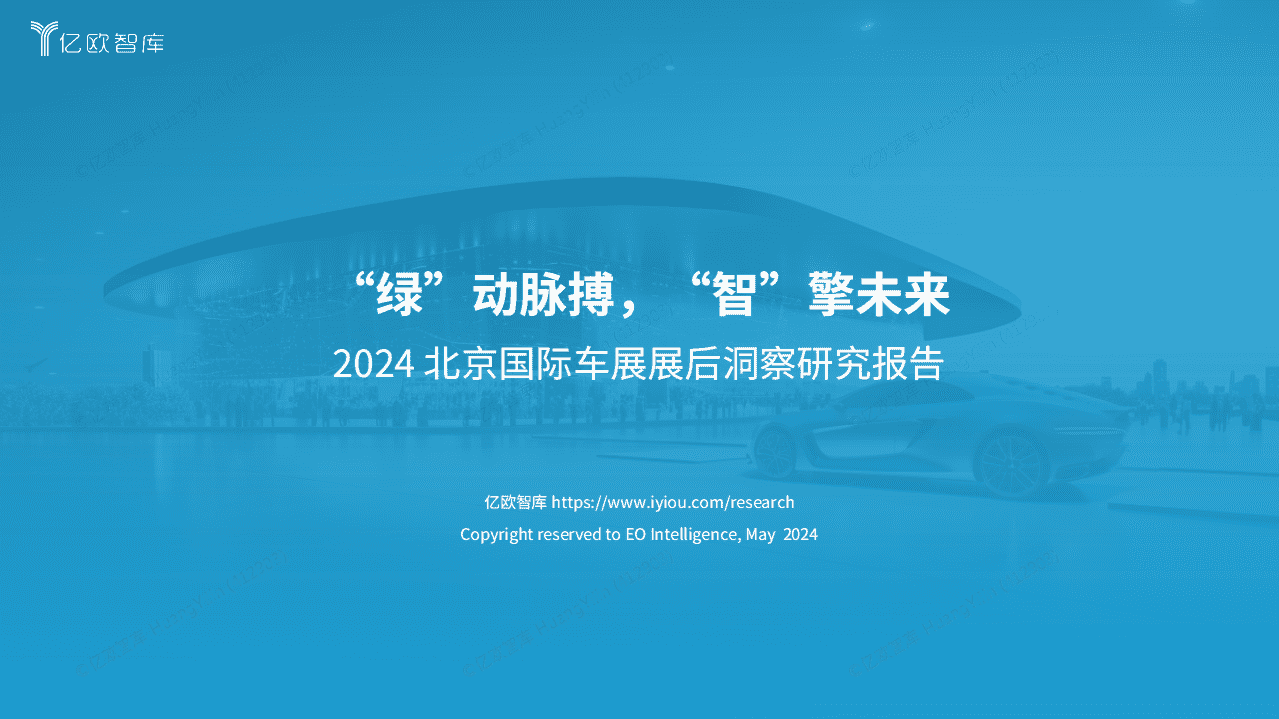 亿欧智库
“绿”动脉搏，“智”擎未来
2024 北京国际车展展后洞察研究报告
亿欧智库 https://www.iyiou.com/research
Copyright reserved to EO Intelligence, May 2024